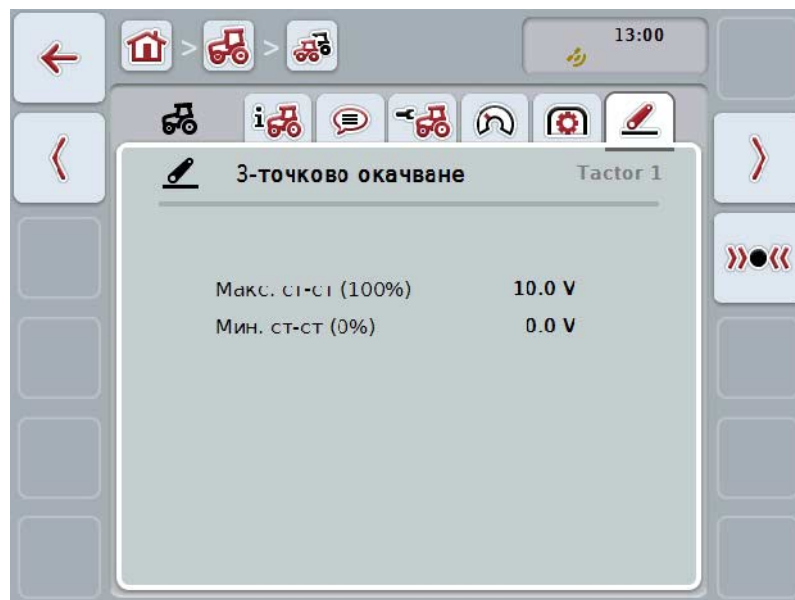 13:00
3-точково окачване Tactor 1
Макс. ст-ст (100%) 10.0 V
Мин. ст-ст (0%) 0.0 V